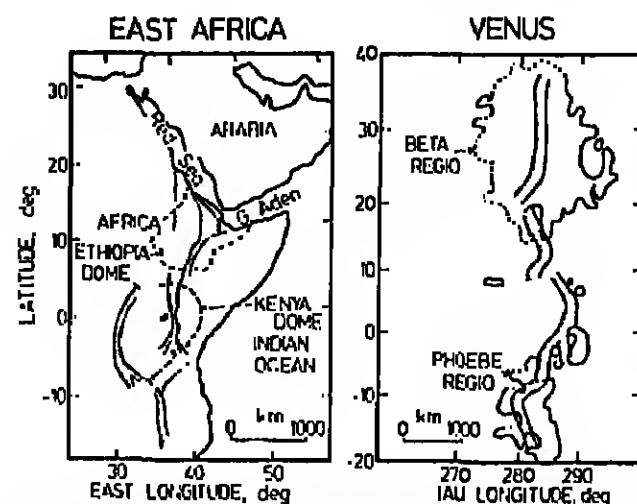 EAST AFRICA
30
20
10
0
-10
LATITUDE, deg
Red Sea
ARABIA
G. Aden
AFRICA
ETHIOPIA
DOME
KENYA
DOME
INDIAN
OCEAN
km
0 1000
30 40 50
EAST LONGITUDE, deg
VENUS
40
30
20
10
0
-10
-20
BETA
REGIO
PHOEBE
REGIO
km
0 1000
270 280 290
IAU LONGITUDE, deg